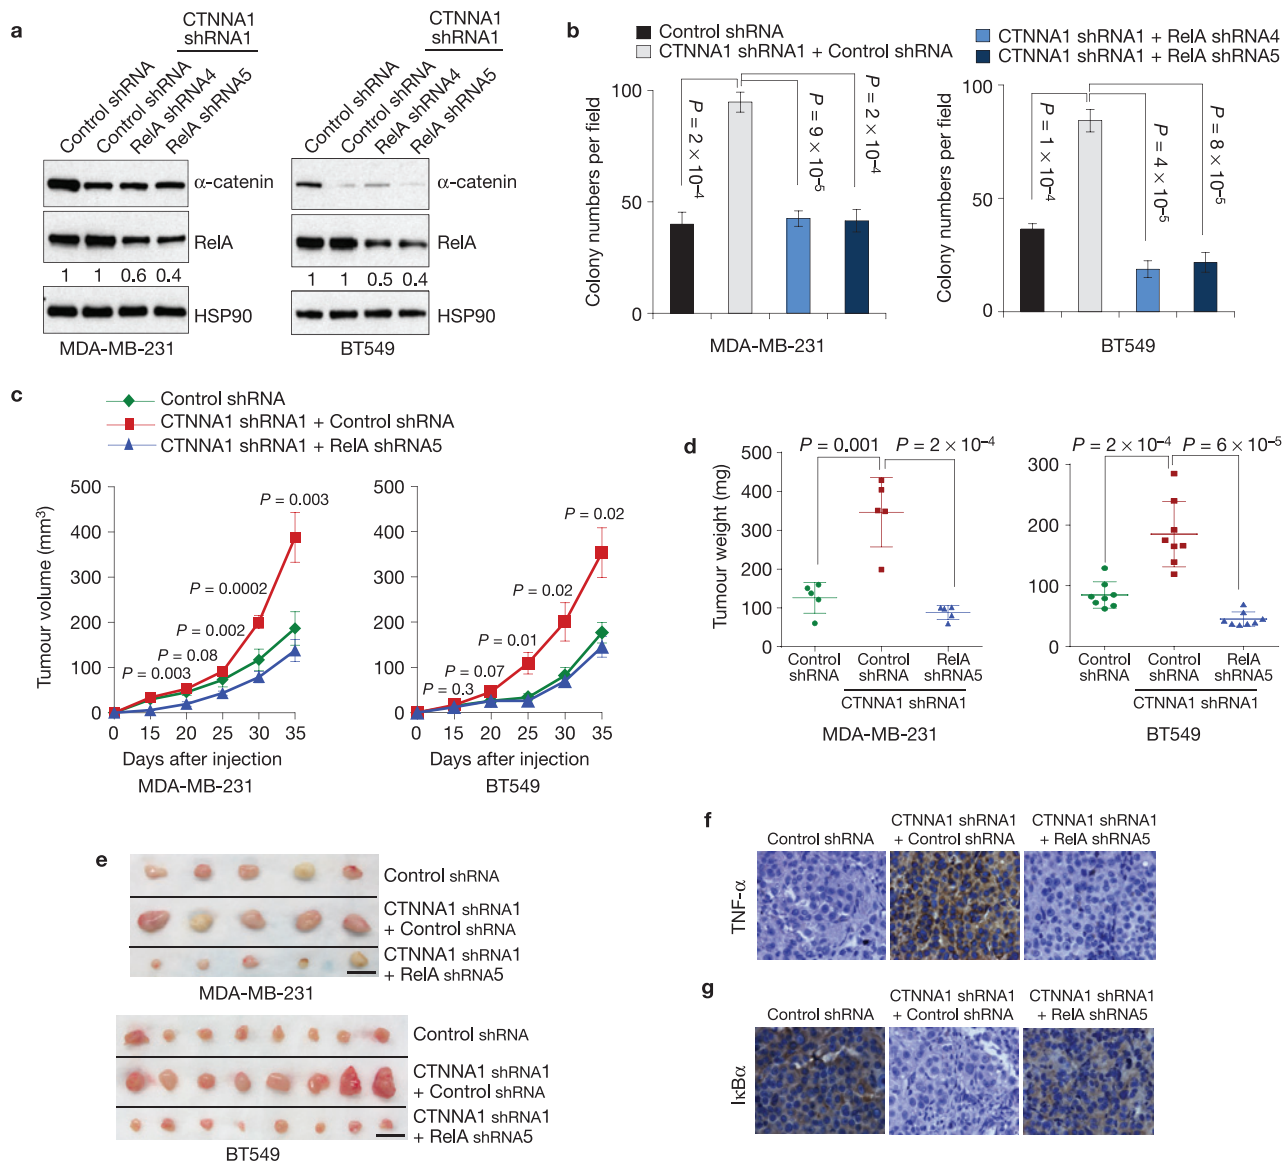 a
CTNNA1
shRNA1
Control shRNA
Control shRNA
RelA shRNA4
RelA shRNA5
α-catenin
RelA
1 1 0.6 0.4
HSP90
MDA-MB-231
CTNNA1
shRNA1
Control shRNA
Control shRNA
RelA shRNA4
RelA shRNA5
α-catenin
RelA
1 1 0.5 0.4
HSP90
BT549
b
Control shRNA
CTNNA1 shRNA1 + Control shRNA
CTNNA1 shRNA1 + RelA shRNA4
CTNNA1 shRNA1 + RelA shRNA5
Colony numbers per field
100
50
0
P = 2 × 10–4
P = 9 × 10–5
P = 2 × 10–4
MDA-MB-231
Colony numbers per field
100
50
0
P = 1 × 10–4
P = 4 × 10–5
P = 8 × 10–5
BT549
c
Control shRNA
CTNNA1 shRNA1 + Control shRNA
CTNNA1 shRNA1 + RelA shRNA5
Tumour volume (mm3)
500
400
300
200
100
0
P = 0.003
P = 0.08
P = 0.002
P = 0.0002
P = 0.003
0 15 20 25 30 35
Days after injection
MDA-MB-231
500
400
300
200
100
0
P = 0.3
P = 0.07
P = 0.01
P = 0.02
P = 0.02
0 15 20 25 30 35
Days after injection
BT549
d
Tumour weight (mg)
500
400
300
200
100
0
P = 0.001
P = 2 × 10–4
Control
shRNA
Control
shRNA
RelA
shRNA5
CTNNA1 shRNA1
MDA-MB-231
300
200
100
0
P = 2 × 10–4
P = 6 × 10–5
Control
shRNA
Control
shRNA
RelA
shRNA5
CTNNA1 shRNA1
BT549
e
Control shRNA
CTNNA1 shRNA1
+ Control shRNA
CTNNA1 shRNA1
+ RelA shRNA5
MDA-MB-231
Control shRNA
CTNNA1 shRNA1
+ Control shRNA
CTNNA1 shRNA1
+ RelA shRNA5
BT549
f
Control shRNA
CTNNA1 shRNA1
+ Control shRNA
CTNNA1 shRNA1
+ RelA shRNA5
TNF-α
g
Control shRNA
CTNNA1 shRNA1
+ Control shRNA
CTNNA1 shRNA1
+ RelA shRNA5
IκBα